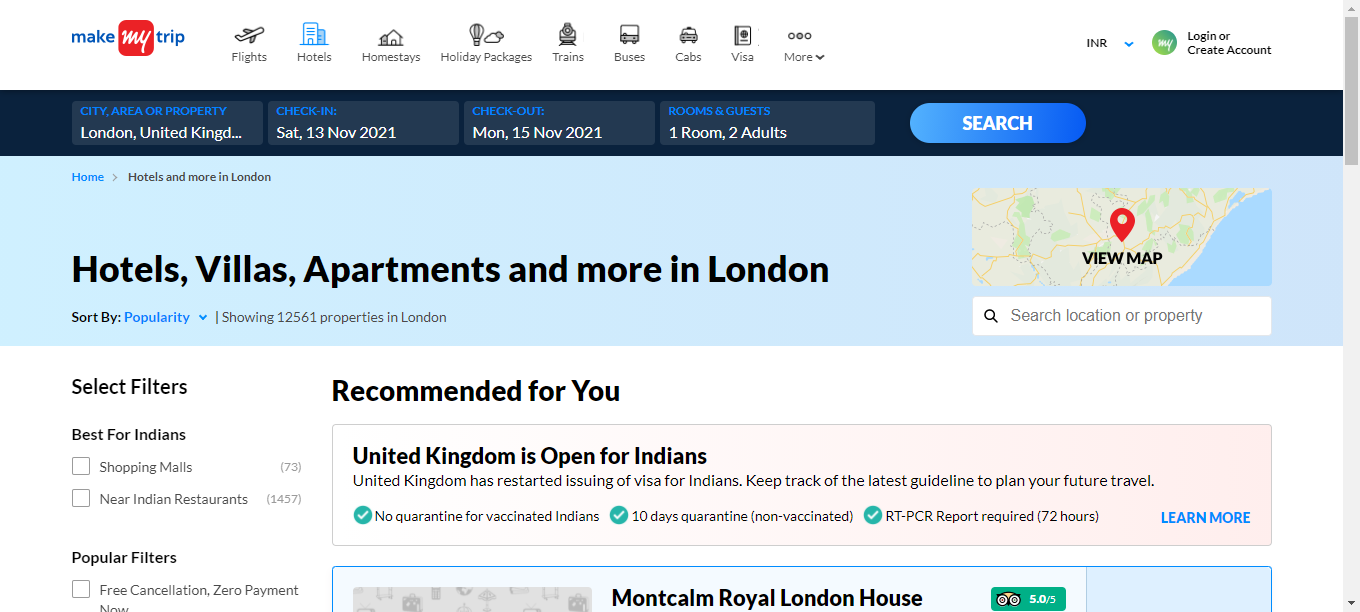 make my trip
Flights
Hotels
Homestays
Holiday Packages
Trains
Buses
Cabs
Visa
More
INR
my
Login or
Create Account
CITY, AREA OR PROPERTY
London, United Kingd...
CHECK-IN:
Sat, 13 Nov 2021
CHECK-OUT:
Mon, 15 Nov 2021
ROOMS & GUESTS
1 Room, 2 Adults
SEARCH
Home > Hotels and more in London
VIEW MAP
Hotels, Villas, Apartments and more in London
Sort By: Popularity | Showing 12561 properties in London
Search location or property
Select Filters
Best For Indians
Shopping Malls (73)
Near Indian Restaurants (1457)
Popular Filters
Free Cancellation, Zero Payment
Now
Recommended for You
United Kingdom is Open for Indians
United Kingdom has restarted issuing of visa for Indians. Keep track of the latest guideline to plan your future travel.
No quarantine for vaccinated Indians
10 days quarantine (non-vaccinated)
RT-PCR Report required (72 hours)
LEARN MORE
Montcalm Royal London House
5.0/5